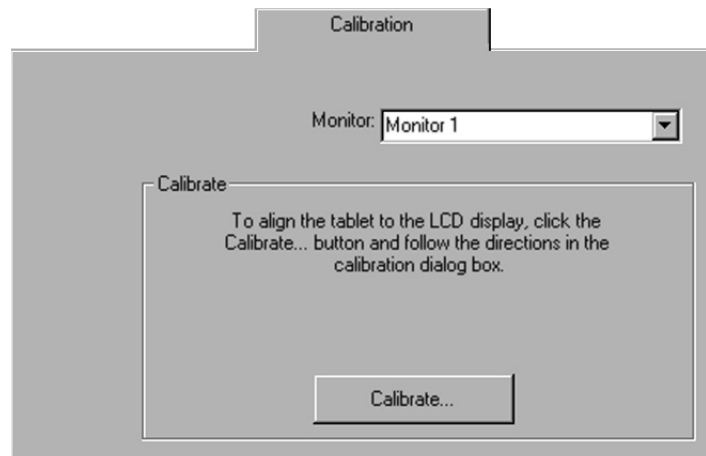 Calibration
Monitor: Monitor 1
Calibrate
To align the tablet to the LCD display, click the
Calibrate... button and follow the directions in the
calibration dialog box.
Calibrate...